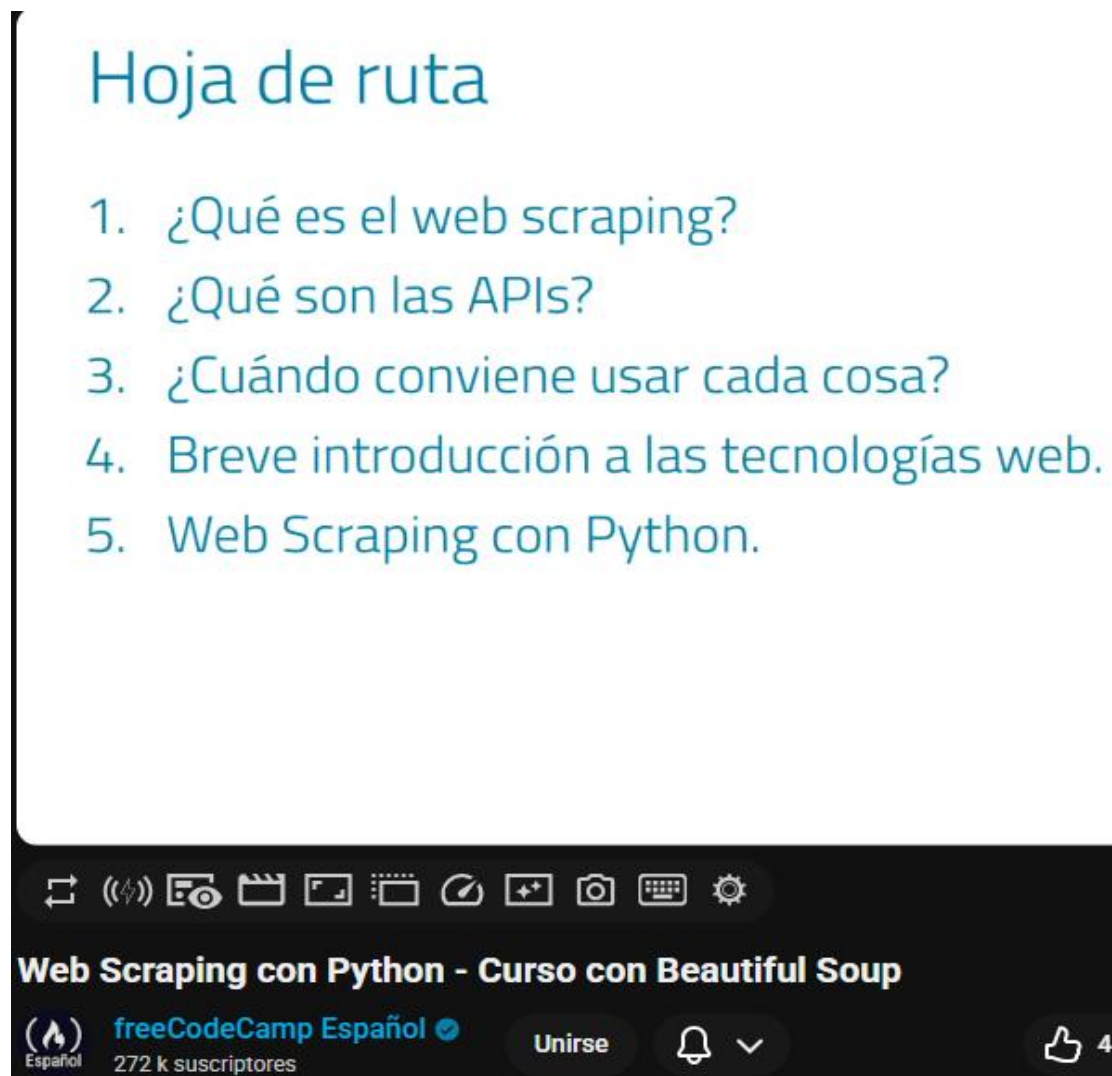 Hoja de ruta
1. ¿Qué es el web scraping?
2. ¿Qué son las APIs?
3. ¿Cuándo conviene usar cada cosa?
4. Breve introducción a las tecnologías web.
5. Web Scraping con Python.
Web Scraping con Python - Curso con Beautiful Soup
freeCodeCamp Español
Español
272 k suscriptores
Unirse
4